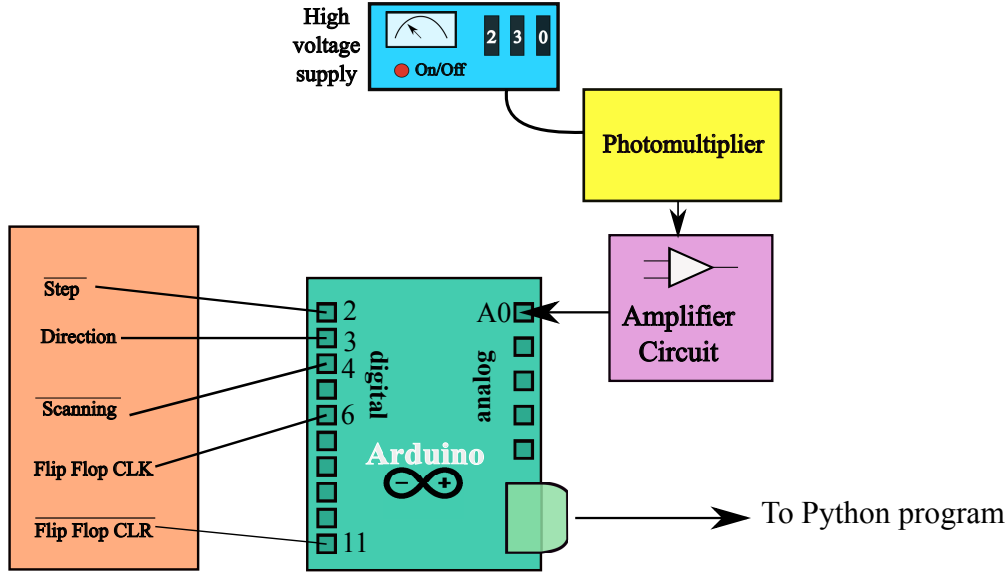 High
voltage
supply
2 3 0
On/Off
Photomultiplier
Amplifier
Circuit
Step
Direction
Scanning
Flip Flop CLK
Flip Flop CLR
2
3
4
6
11
digital
A0
analog
Arduino
To Python program